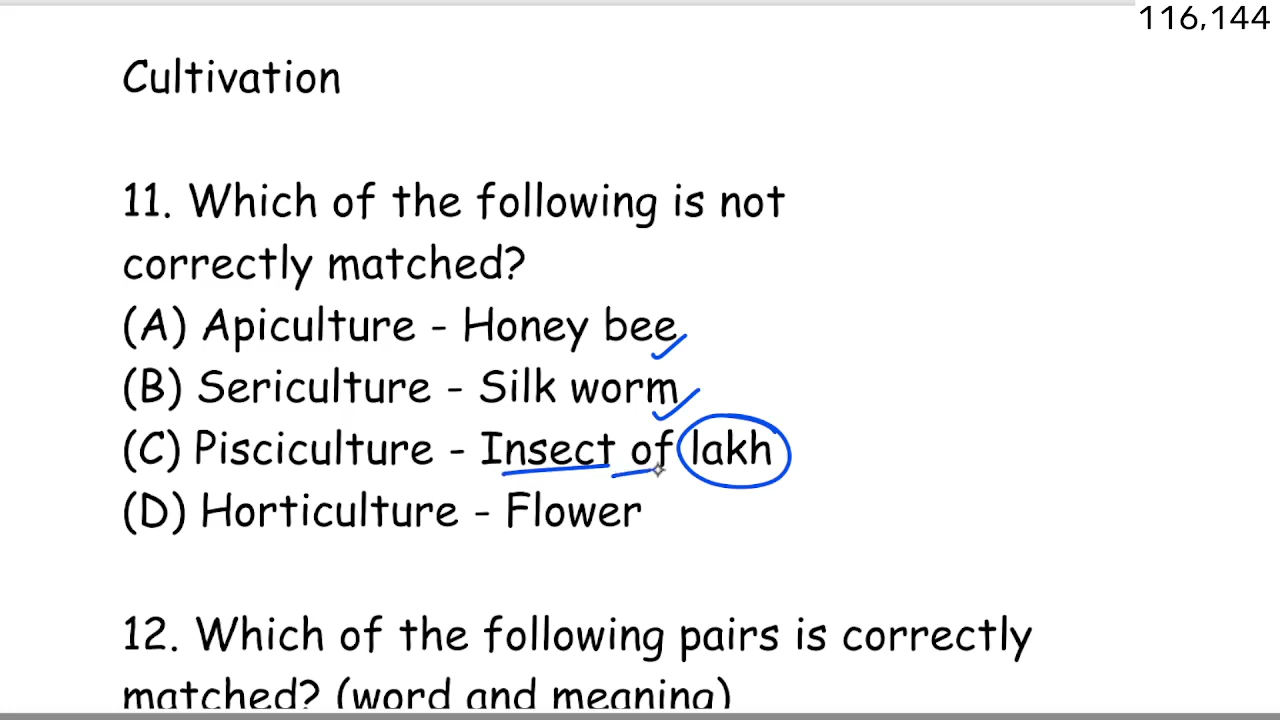 116,144
Cultivation
11. Which of the following is not
correctly matched?
(A) Apiculture - Honey bee
(B) Sericulture - Silk worm
(C) Pisciculture - Insect of lakh
(D) Horticulture - Flower
12. Which of the following pairs is correctly
matched? (word and meaning)